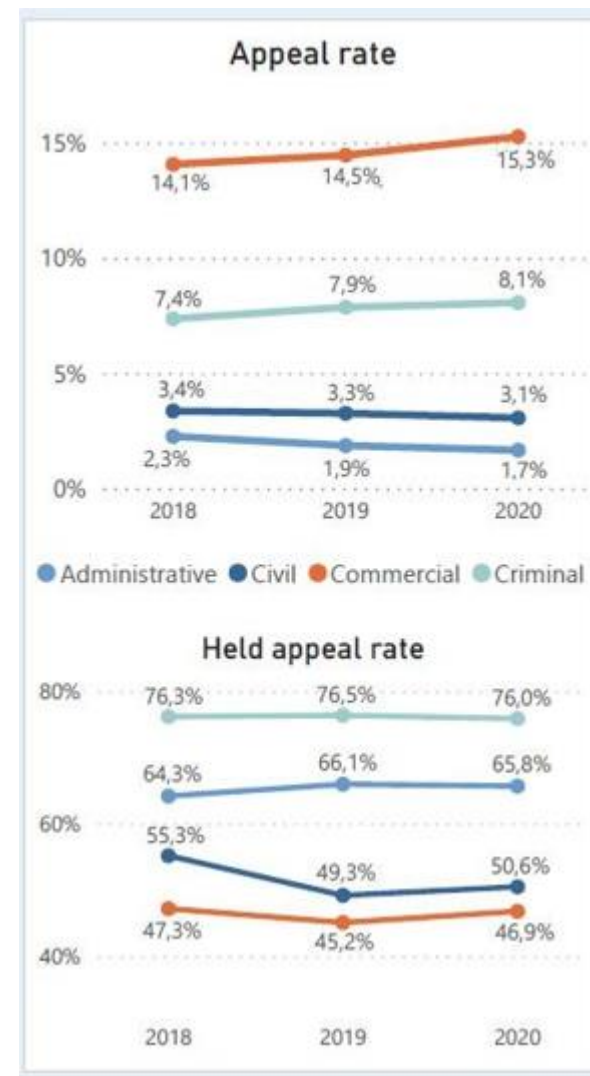 Appeal rate
15%
14,1% 14,5% 15,3%
10%
7,4% 7,9% 8,1%
5%
3,4% 3,3% 3,1%
2,3% 1,9% 1,7%
0%
2018 2019 2020
Administrative Civil Commercial Criminal
Held appeal rate
80%
76,3% 76,5% 76,0%
64,3% 66,1% 65,8%
60%
55,3% 49,3% 50,6%
47,3% 45,2% 46,9%
40%
2018 2019 2020